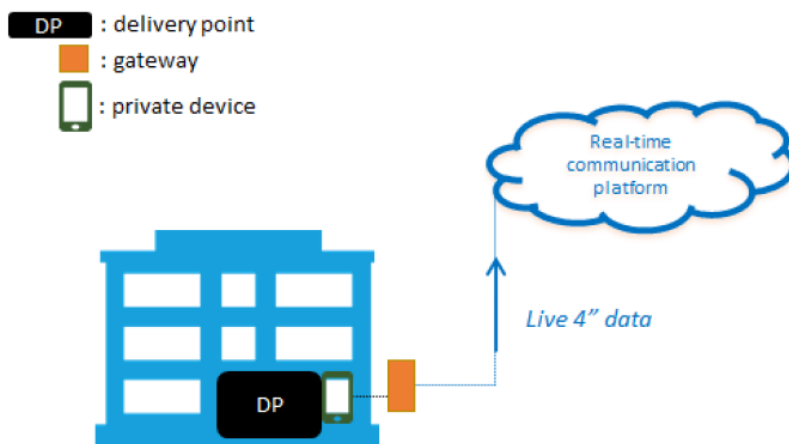 DP : delivery point
: gateway
: private device
Real-time
communication
platform
Live 4” data
DP